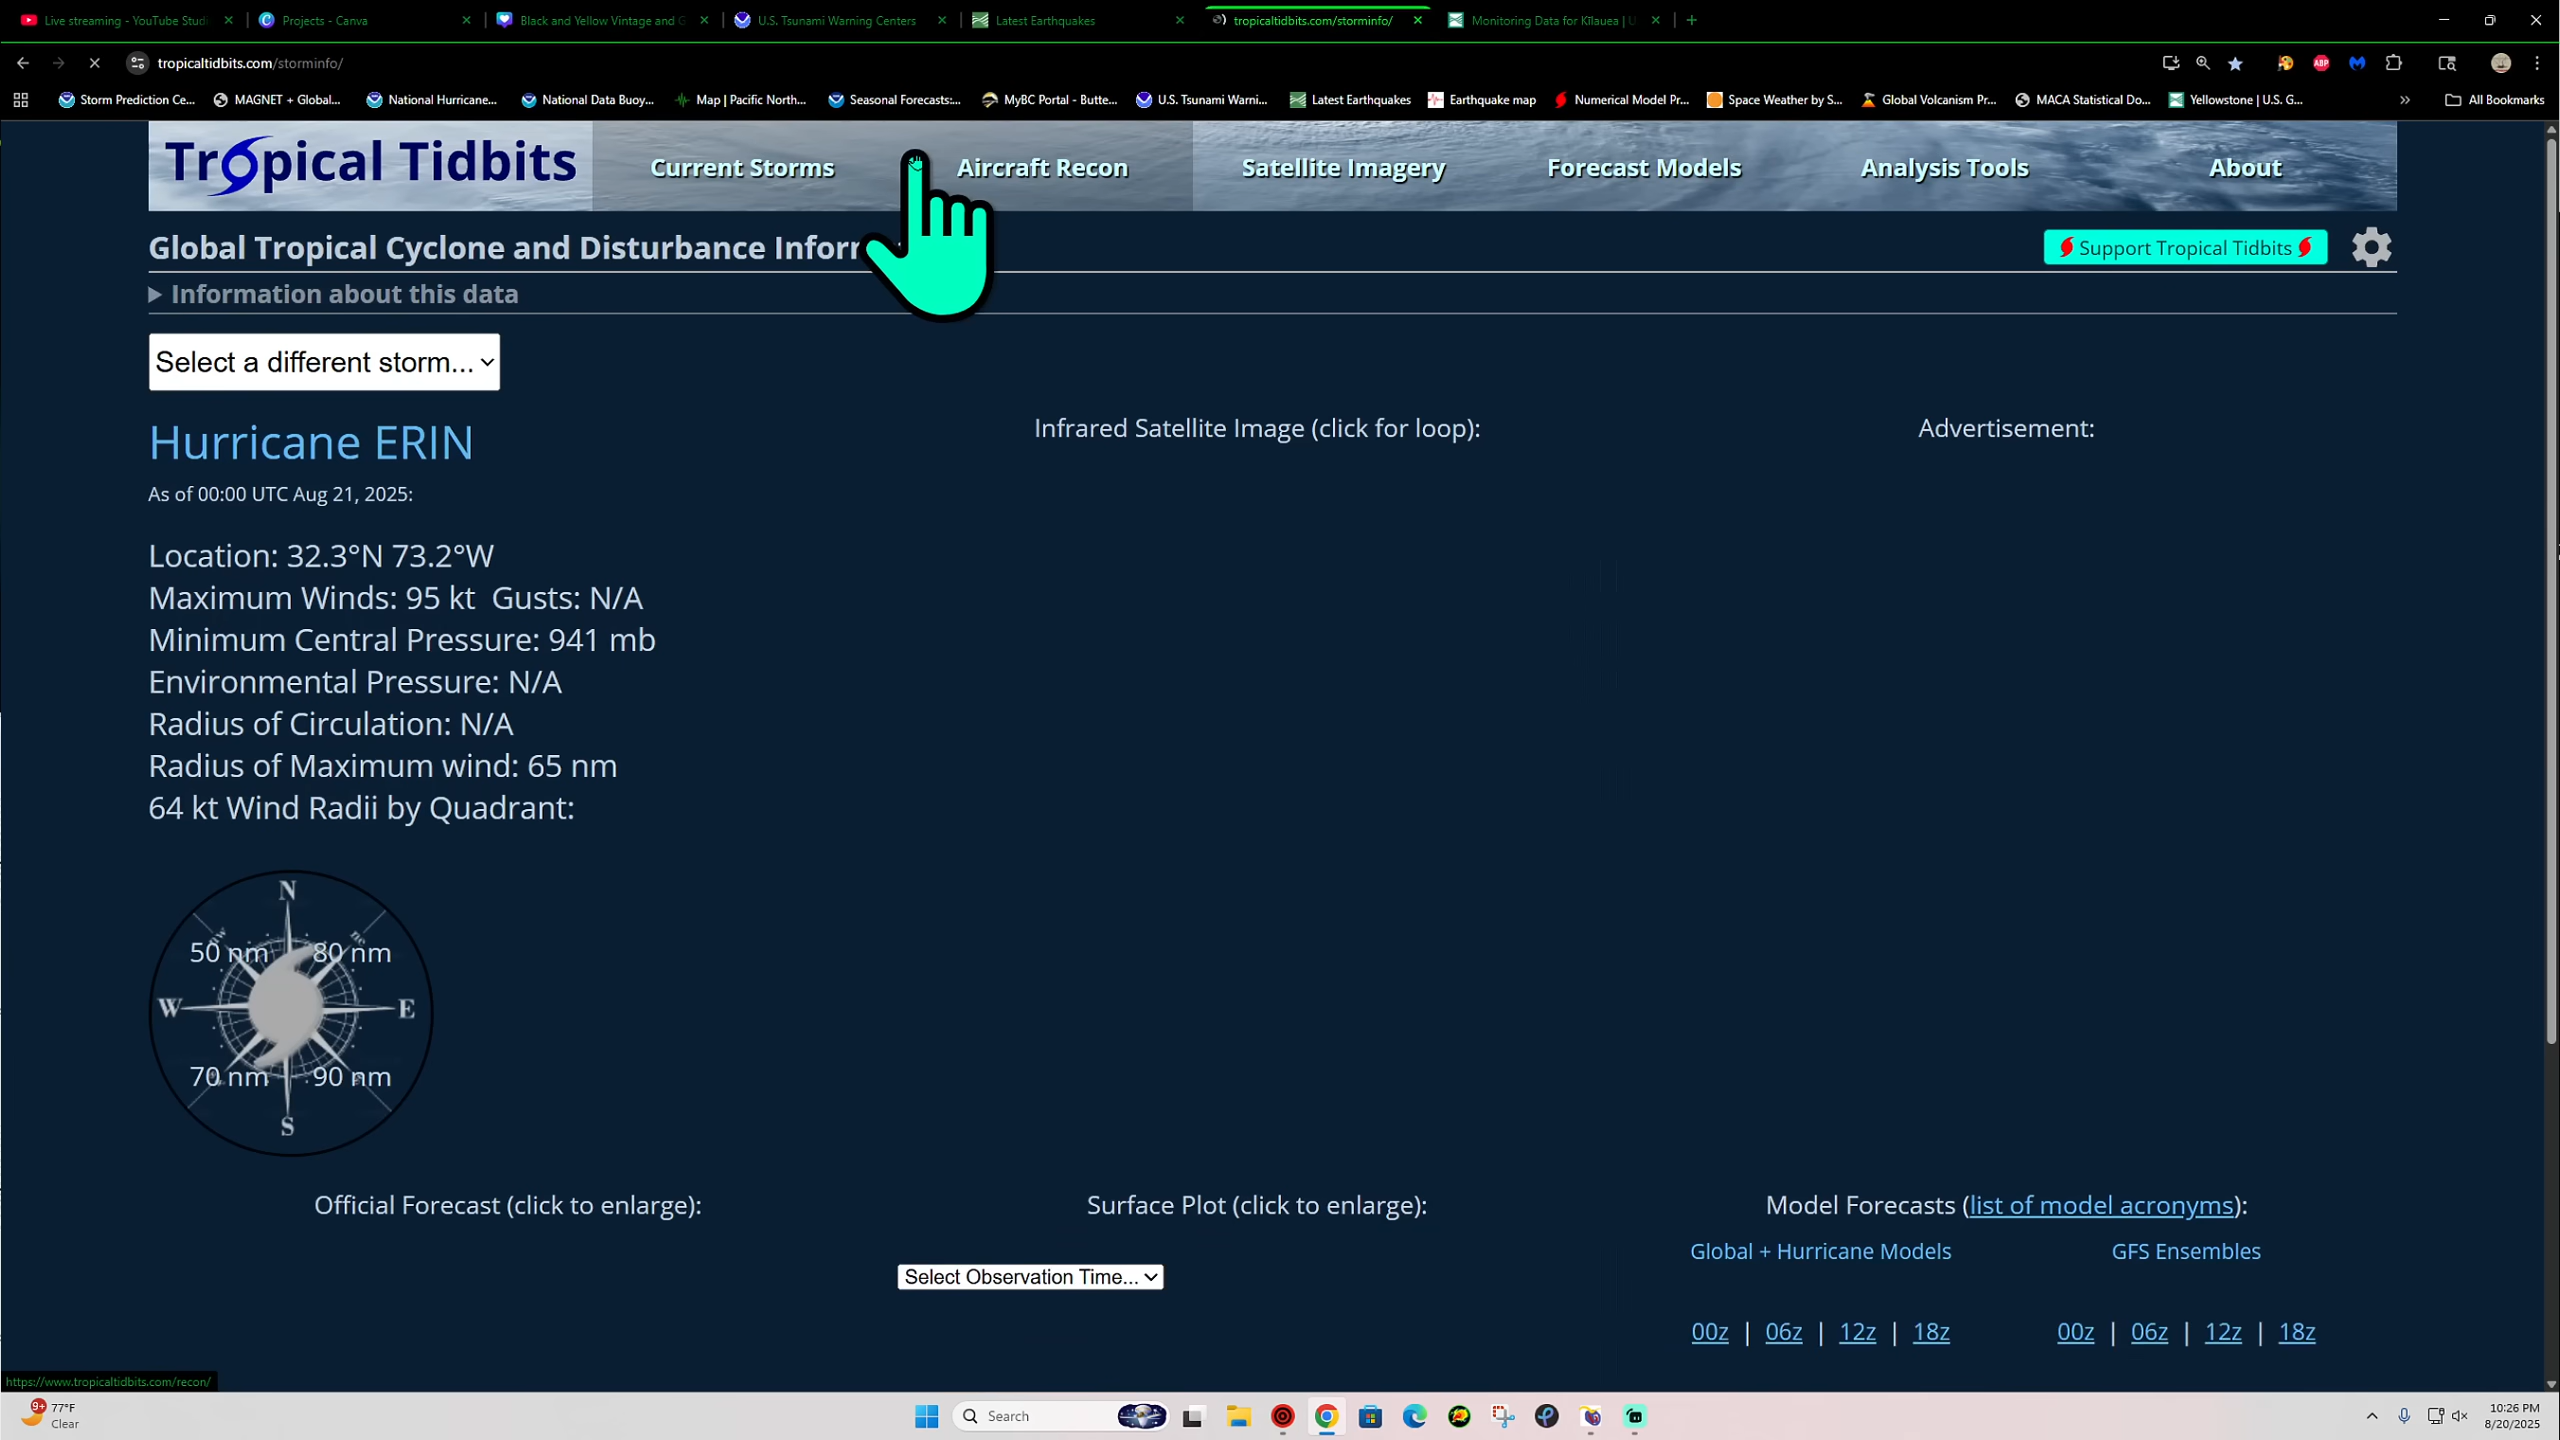 Live streaming - YouTube Studi
Projects - Canva
Black and Yellow Vintage and G
U.S. Tsunami Warning Centers
Latest Earthquakes
tropicaltidbits.com/storminfo/
Monitoring Data for Kīlauea | U
tropicaltidbits.com/storminfo/
Storm Prediction Ce...
MAGNET + Global...
National Hurricane...
National Data Buoy...
Map | Pacific North...
Seasonal Forecasts:...
MyBC Portal - Butte...
U.S. Tsunami Warni...
Latest Earthquakes
Earthquake map
Numerical Model Pr...
Space Weather by S...
Global Volcanism Pr...
MACA Statistical Do...
Yellowstone | U.S. G...
»
All Bookmarks
Tropical Tidbits
Current Storms
Aircraft Recon
Satellite Imagery
Forecast Models
Analysis Tools
About
Global Tropical Cyclone and Disturbance Infor
Support Tropical Tidbits
Information about this data
Select a different storm...
Hurricane ERIN
As of 00:00 UTC Aug 21, 2025:
Infrared Satellite Image (click for loop):
Advertisement:
Location: 32.3°N 73.2°W
Maximum Winds: 95 kt Gusts: N/A
Minimum Central Pressure: 941 mb
Environmental Pressure: N/A
Radius of Circulation: N/A
Radius of Maximum wind: 65 nm
64 kt Wind Radii by Quadrant:
N
50 nm 80 nm
W E
70 nm 90 nm
S
Official Forecast (click to enlarge):
Surface Plot (click to enlarge):
Select Observation Time...
Model Forecasts (list of model acronyms):
Global + Hurricane Models
GFS Ensembles
00z | 06z | 12z | 18z
00z | 06z | 12z | 18z
https://www.tropicaltidbits.com/recon/
9+
77°F
Clear
Search
10:26 PM
8/20/2025